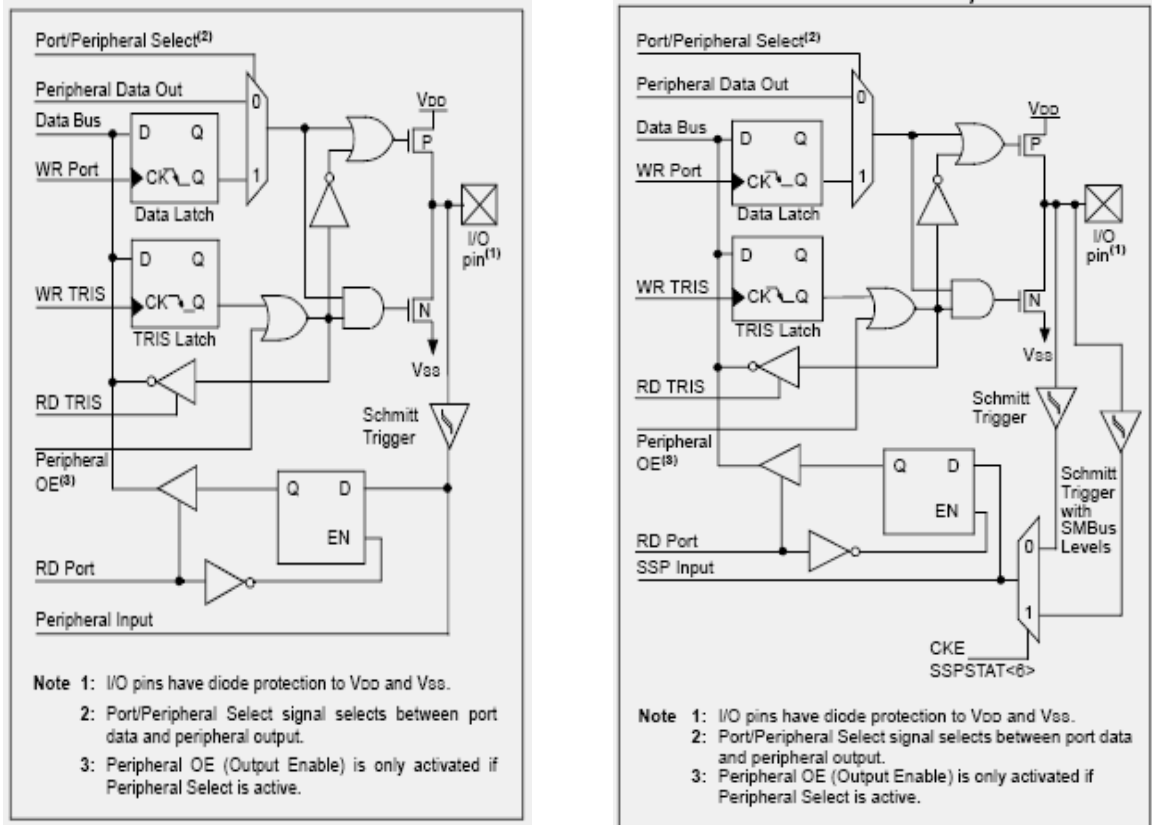 Port/Peripheral Select(2)
Peripheral Data Out
0
VDD
Data Bus
D Q
P
WR Port
CK Q
1
Data Latch
D Q
I/O
pin(1)
WR TRIS
CK Q
N
TRIS Latch
VSS
RD TRIS
Schmitt
Trigger
Peripheral
OE(3)
Q D
EN
RD Port
Peripheral Input
Note 1: I/O pins have diode protection to VDD and VSS.
2: Port/Peripheral Select signal selects between port
data and peripheral output.
3: Peripheral OE (Output Enable) is only activated if
Peripheral Select is active.
Port/Peripheral Select(2)
Peripheral Data Out
0
VDD
Data Bus
D Q
P
WR Port
CK Q
1
Data Latch
D Q
I/O
pin(1)
WR TRIS
CK Q
N
TRIS Latch
VSS
RD TRIS
Schmitt
Trigger
Peripheral
OE(3)
Q D
Schmitt
Trigger
with
SMBus
Levels
EN
RD Port
0
SSP Input
1
CKE
SSPSTAT<6>
Note 1: I/O pins have diode protection to VDD and VSS.
2: Port/Peripheral Select signal selects between port data
and peripheral output.
3: Peripheral OE (Output Enable) is only activated if
Peripheral Select is active.